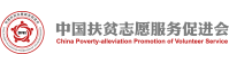 中国扶贫志愿服务促进会
China Poverty-alleviation Promotion of Volunteer Service